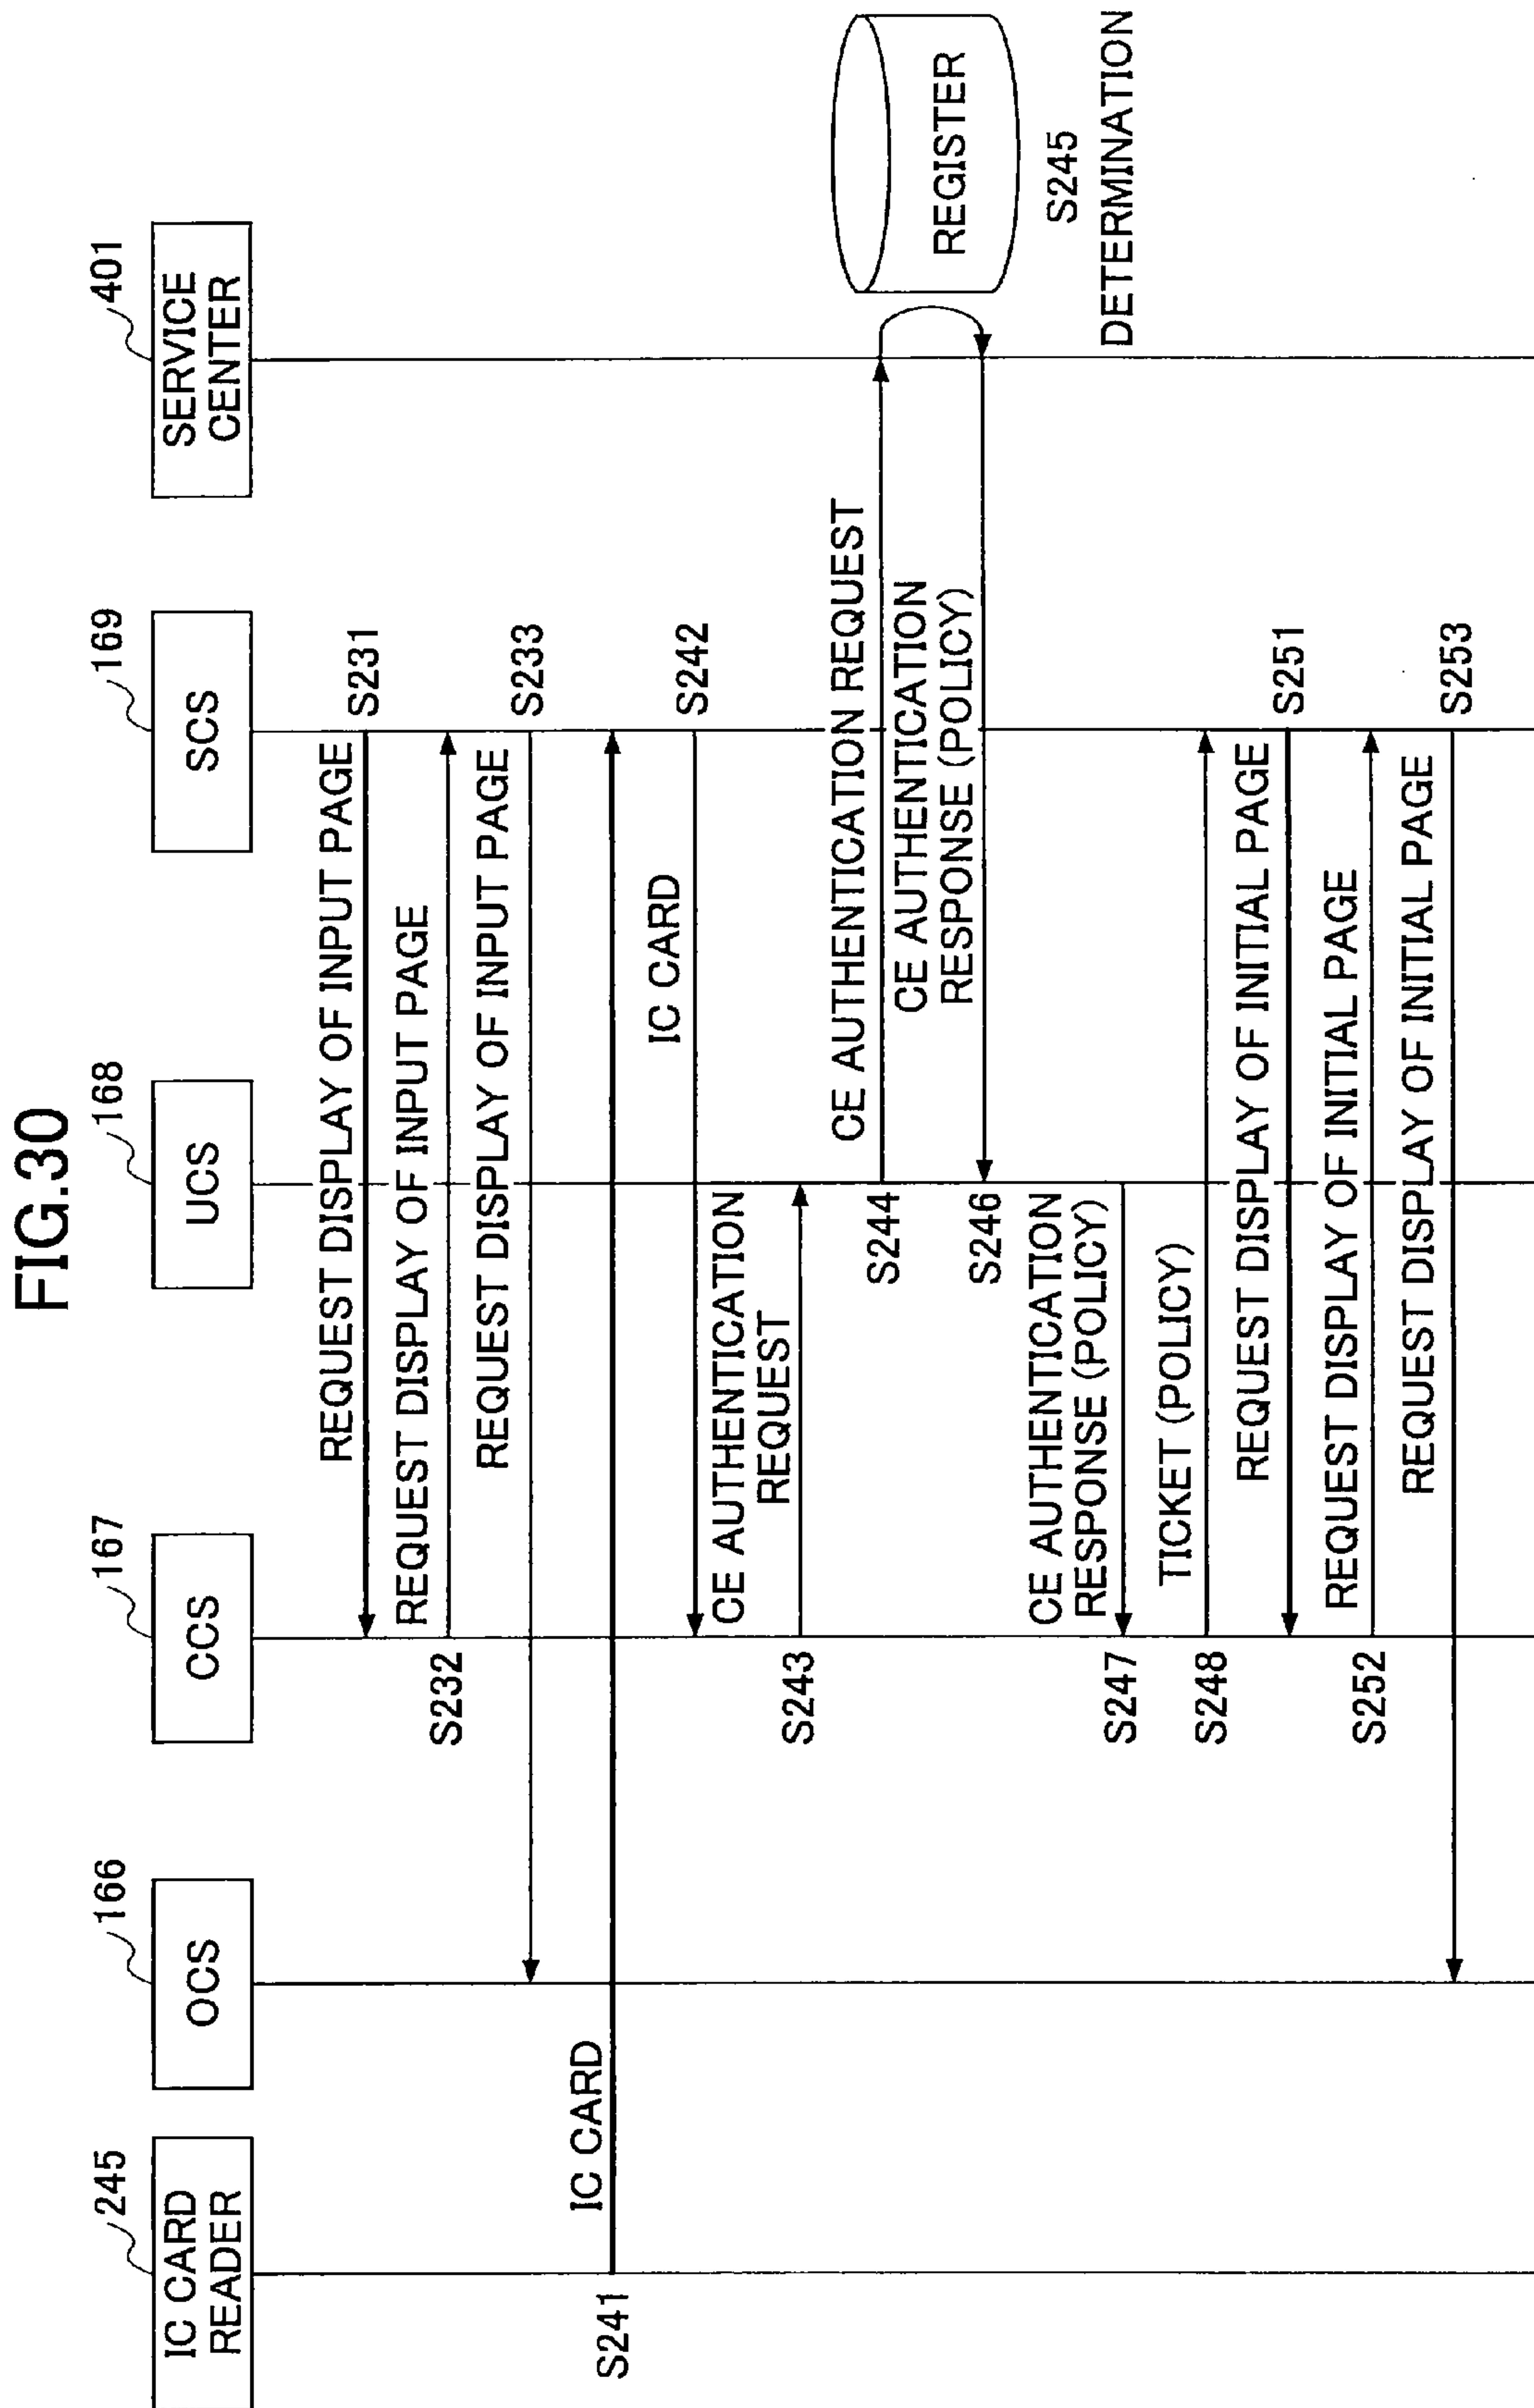 FIG.30
245
166
167
168
169
401
IC CARD
READER
OCS
CCS
UCS
SCS
SERVICE
CENTER
REQUEST DISPLAY OF INPUT PAGE
S231
REQUEST DISPLAY OF INPUT PAGE
S232
REQUEST DISPLAY OF INPUT PAGE
S233
IC CARD
S241
IC CARD
S242
CE AUTHENTICATION
REQUEST
S243
CE AUTHENTICATION REQUEST
S244
REGISTER
S245
DETERMINATION
CE AUTHENTICATION
RESPONSE (POLICY)
S246
CE AUTHENTICATION
RESPONSE (POLICY)
S247
TICKET (POLICY)
S248
REQUEST DISPLAY OF INITIAL PAGE
S251
REQUEST DISPLAY OF INITIAL PAGE
S252
REQUEST DISPLAY OF INITIAL PAGE
S253